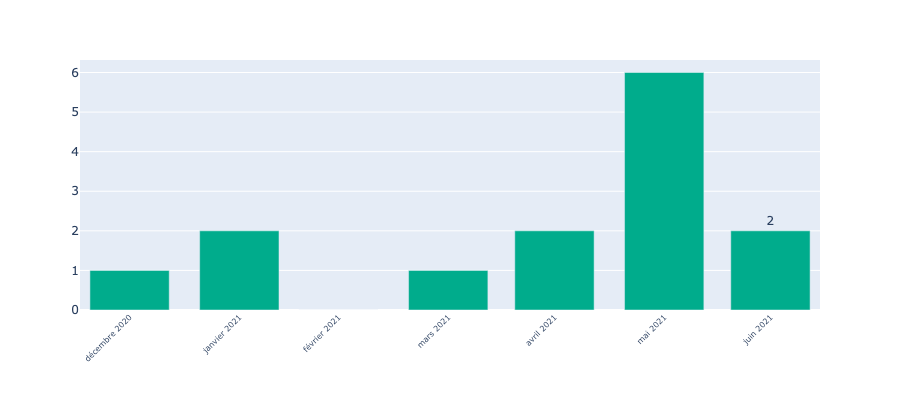 6
5
4
3
2
1
0
2
décembre 2020
janvier 2021
février 2021
mars 2021
avril 2021
mai 2021
juin 2021